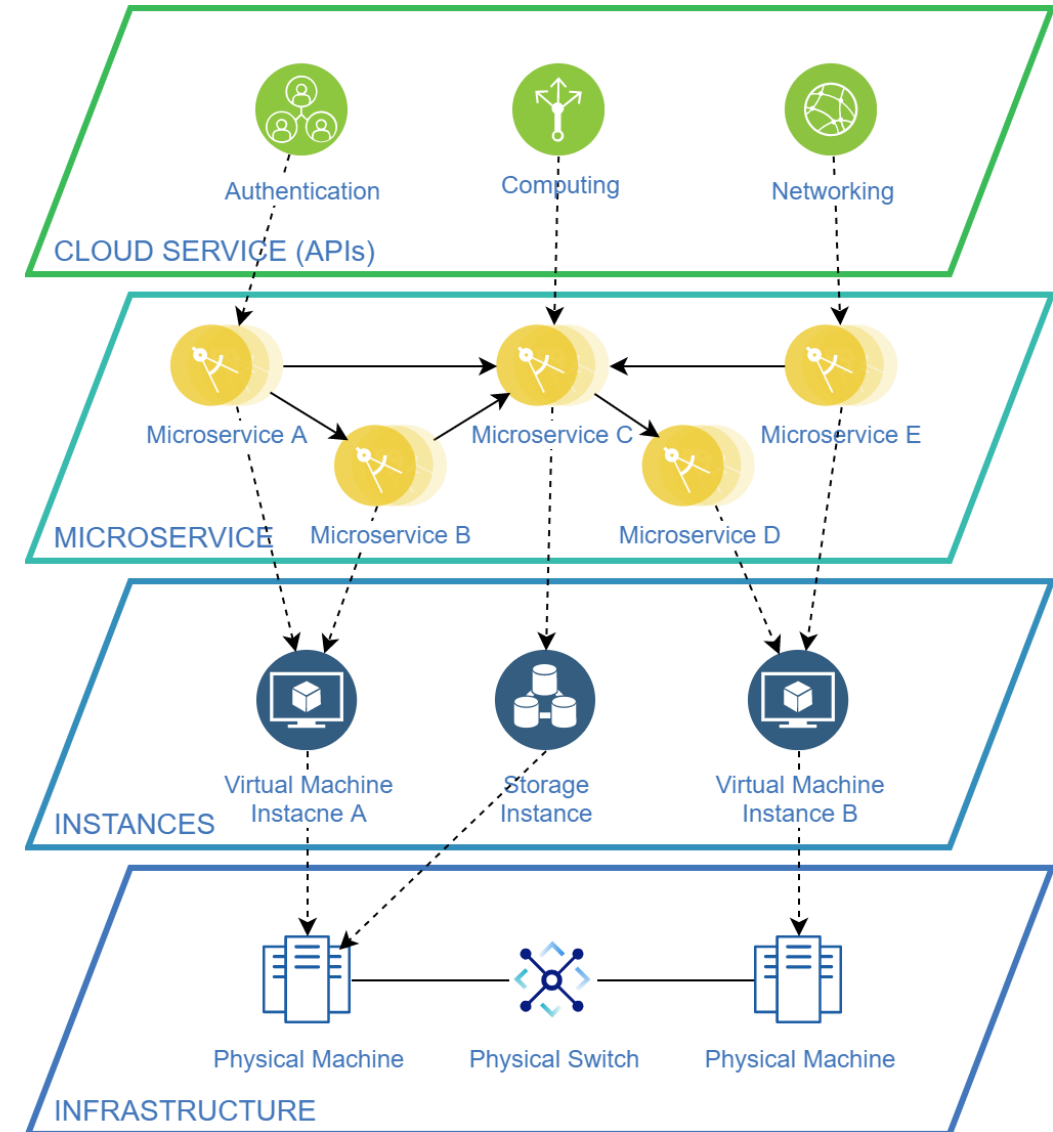 Authentication
Computing
Networking
CLOUD SERVICE (APIs)
Microservice A
Microservice C
Microservice E
Microservice B
Microservice D
MICROSERVICE
Virtual Machine
Instacne A
Storage
Instance
Virtual Machine
Instance B
INSTANCES
Physical Machine
Physical Switch
Physical Machine
INFRASTRUCTURE